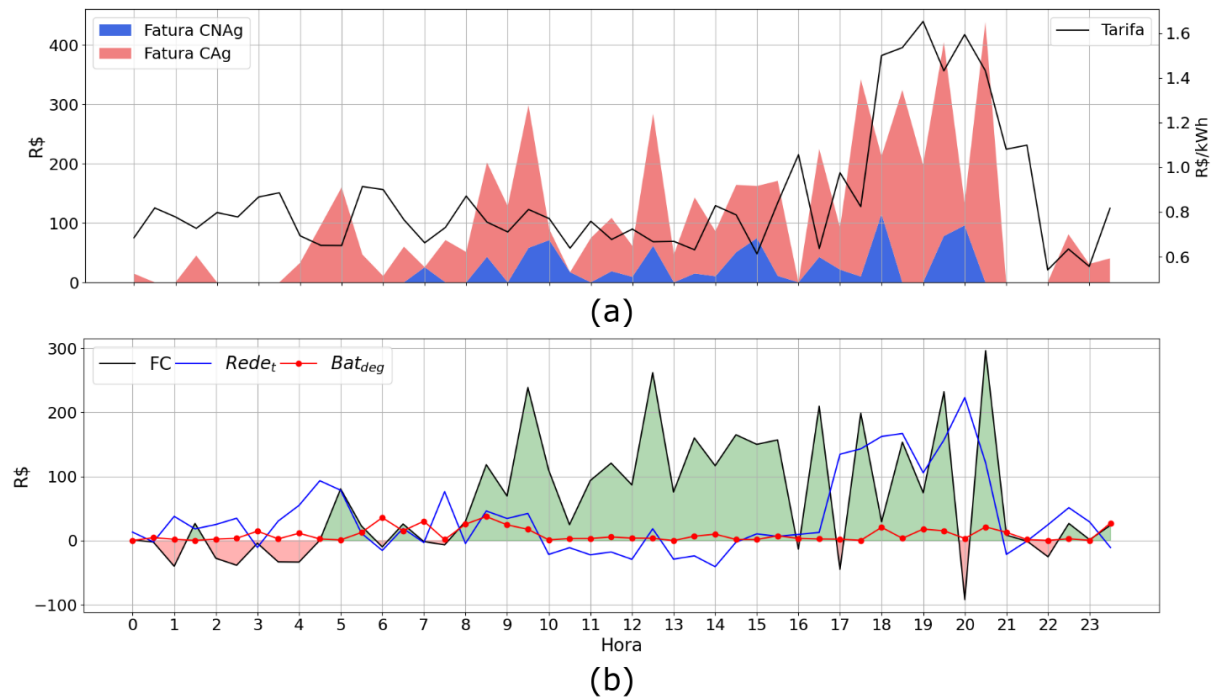 Fatura CNAg
Fatura CAg
Tarifa
R$
400
300
200
100
0
R$/kWh
1.6
1.4
1.2
1.0
0.8
0.6
(a)
FC Rede_t Bat_deg
R$
300
200
100
0
−100
0 1 2 3 4 5 6 7 8 9 10 11 12 13 14 15 16 17 18 19 20 21 22 23
Hora
(b)